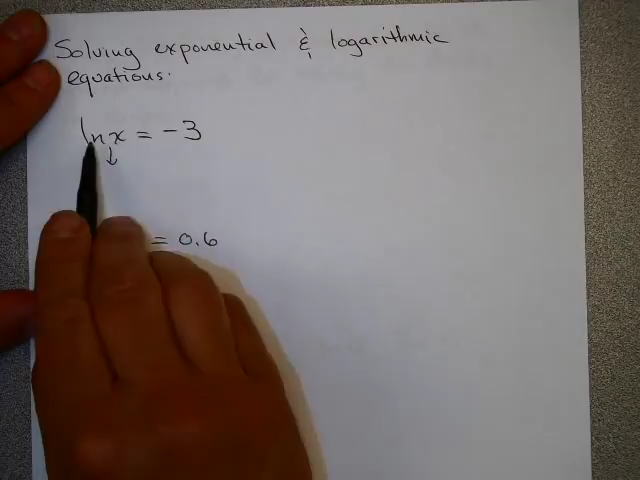 Solving exponential & logarithmic
equations.
ln x = -3
↓
= 0.6